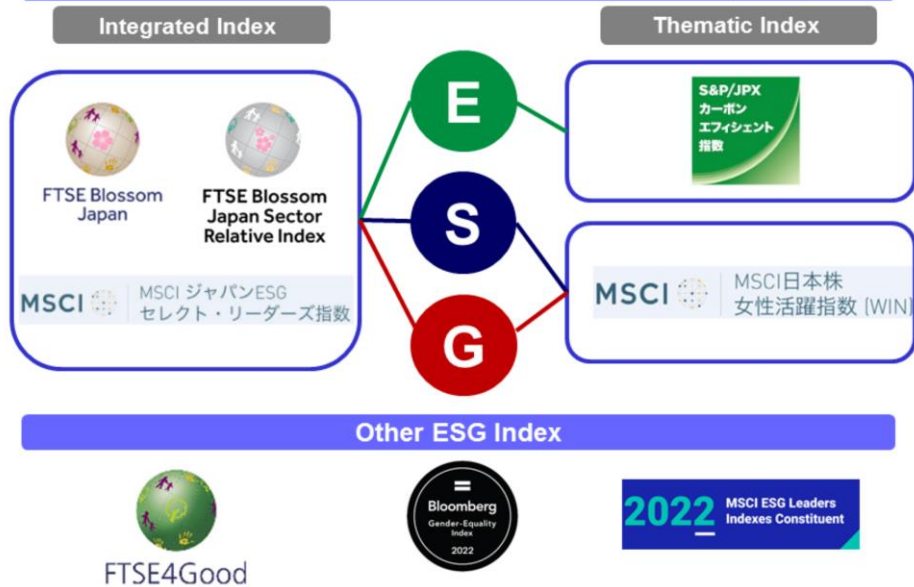 Integrated Index
Thematic Index
FTSE Blossom
Japan
FTSE Blossom
Japan Sector
Relative Index
MSCI
MSCI ジャパンESG
セレクト・リーダーズ指数
E
S
G
S&P/JPX
カーボン
エフィシェント
指数
MSCI
MSCI日本株
女性活躍指数 (WIN)
Other ESG Index
FTSE4Good
Bloomberg
Gender-Equality
Index
2022
2022
MSCI ESG Leaders
Indexes Constituent